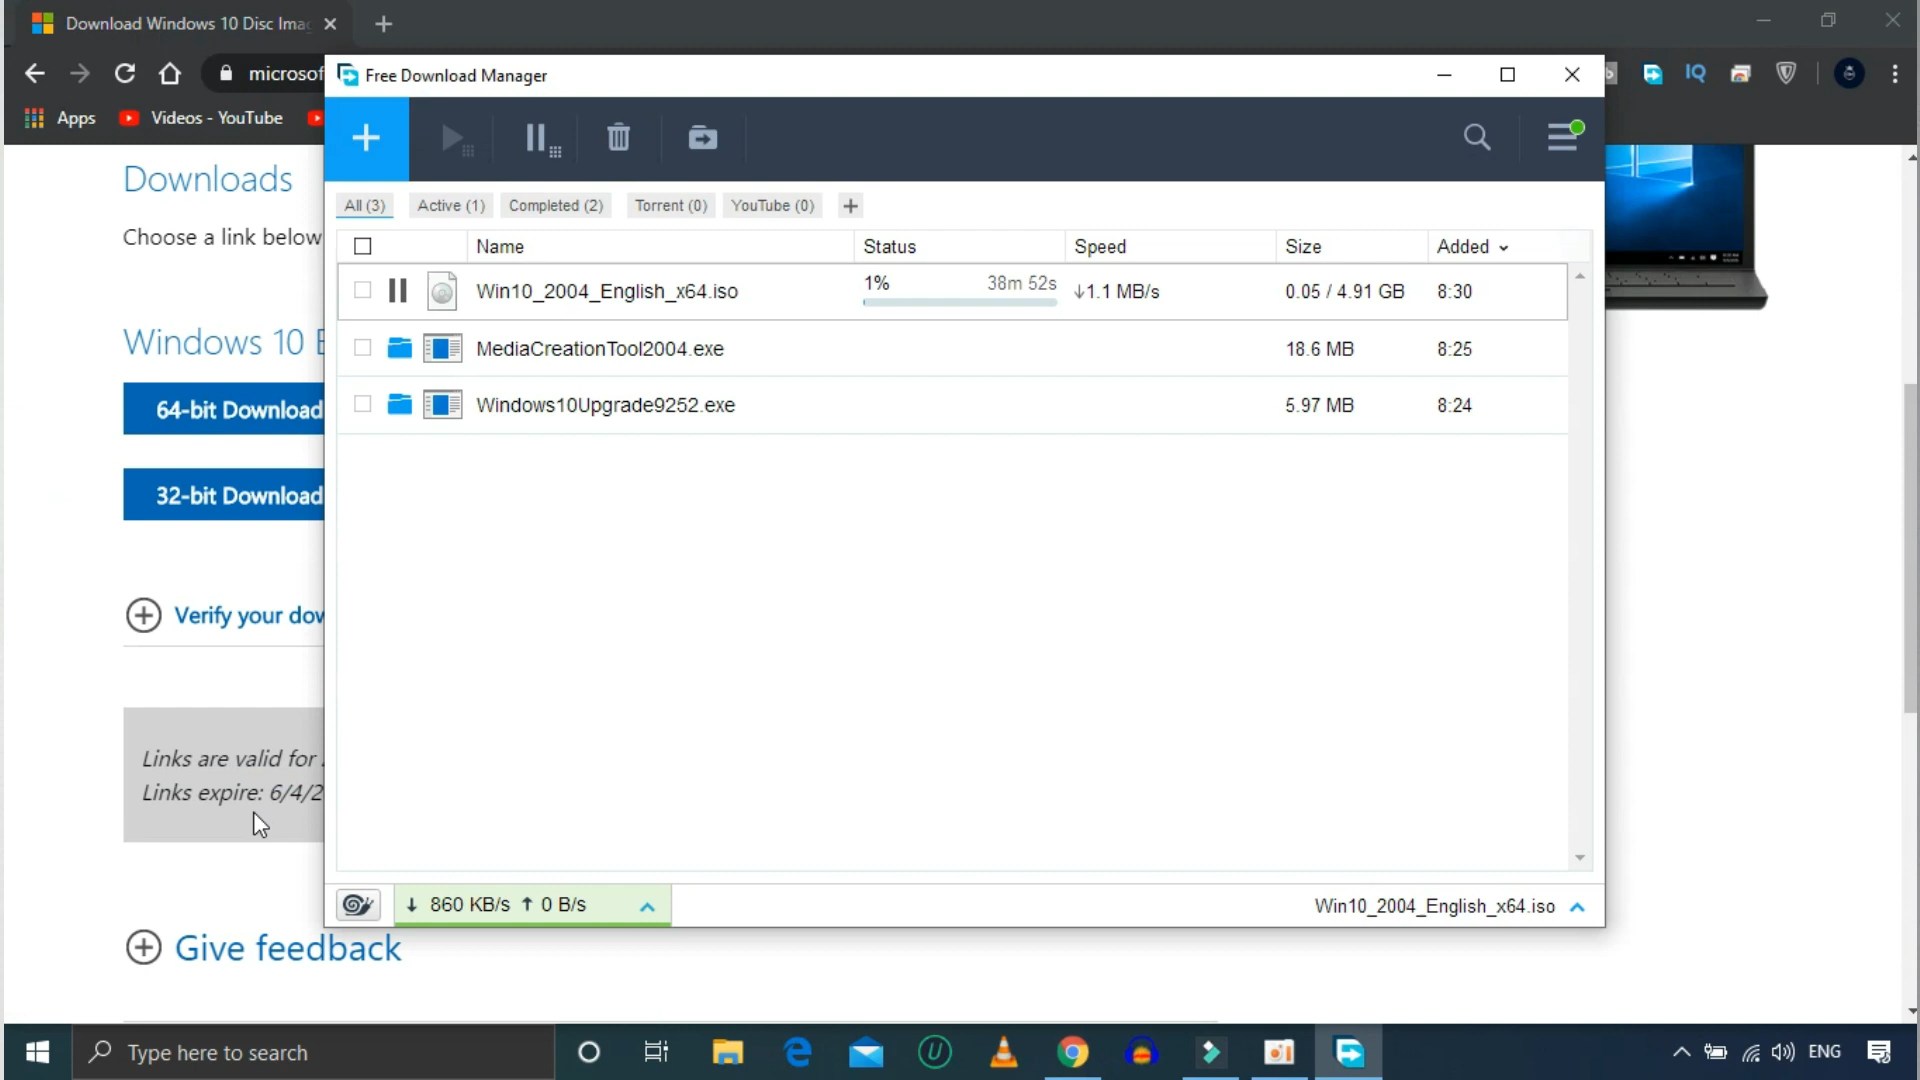 Download Windows 10 Disc Ima
microsof
Apps
Videos - YouTube
IQ
Free Download Manager
All (3)
Active (1)
Completed (2)
Torrent (0)
YouTube (0)
Name
Status
Speed
Size
Added
Win10_2004_English_x64.iso
1%
38m 52s
1.1 MB/s
0.05 / 4.91 GB
8:30
MediaCreationTool2004.exe
18.6 MB
8:25
Windows10Upgrade9252.exe
5.97 MB
8:24
860 KB/s
0 B/s
Win10_2004_English_x64.iso
Downloads
Choose a link below
Windows 10
64-bit Download
32-bit Download
Verify your dow
Links are valid for
Links expire: 6/4/2
Give feedback
Type here to search
ENG